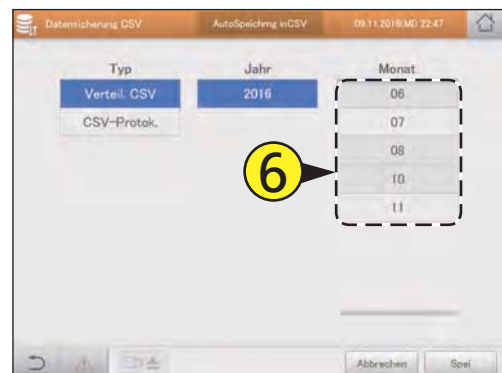 Datensicherung CSV
AutoSpeichrng inCSV
09.11.2016(Mi) 22:47
Typ
Jahr
Monat
Verteil. CSV
2016
06
CSV-Protok.
07
08
6
10
11
Abbrechen
Spei